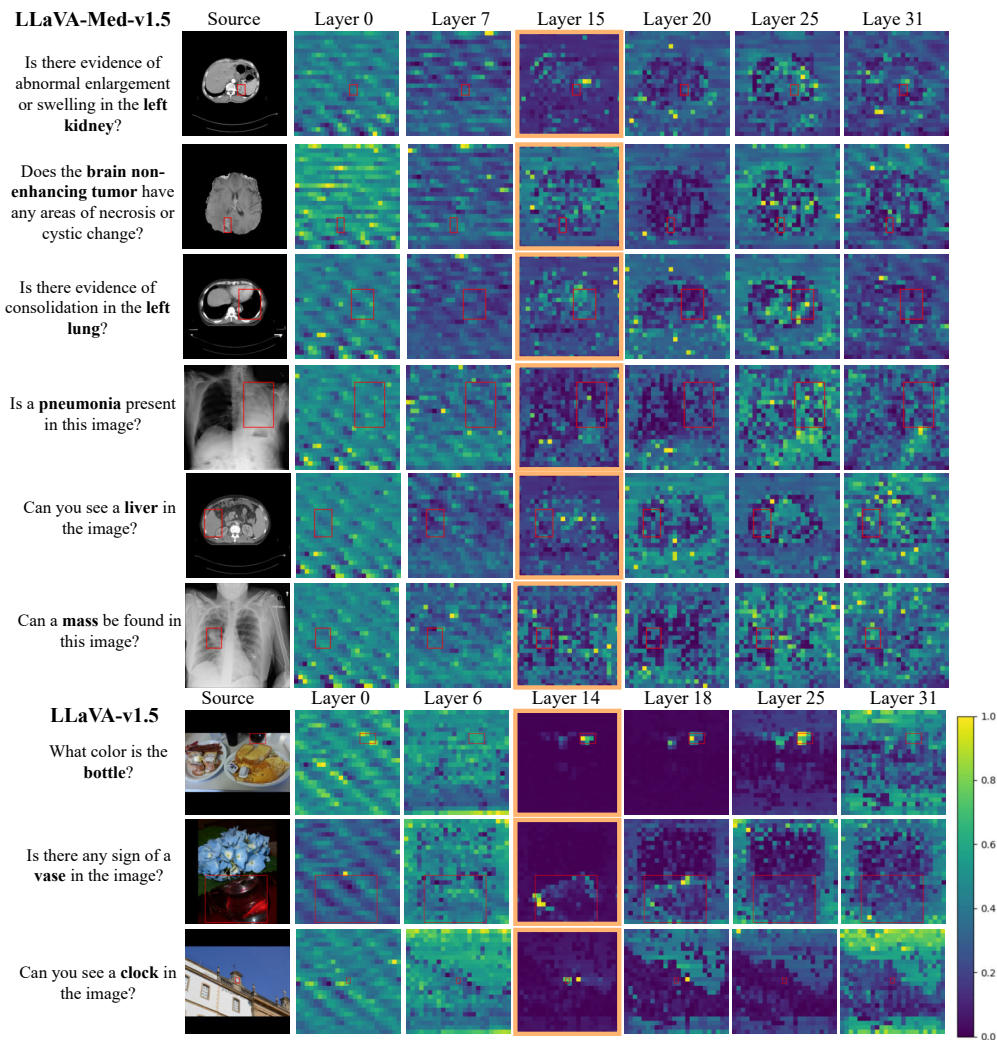 LLaVA-Med-v1.5 Source Layer 0 Layer 7 Layer 15 Layer 20 Layer 25 Laye 31
Is there evidence of
abnormal enlargement
or swelling in the left
kidney?
Does the brain non-
enhancing tumor have
any areas of necrosis or
cystic change?
Is there evidence of
consolidation in the left
lung?
Is a pneumonia present
in this image?
Can you see a liver in
the image?
Can a mass be found in
this image?
Source Layer 0 Layer 6 Layer 14 Layer 18 Layer 25 Layer 31
LLaVA-v1.5
What color is the
bottle?
Is there any sign of a
vase in the image?
Can you see a clock in
the image?
1.0
0.8
0.6
0.4
0.2
0.0